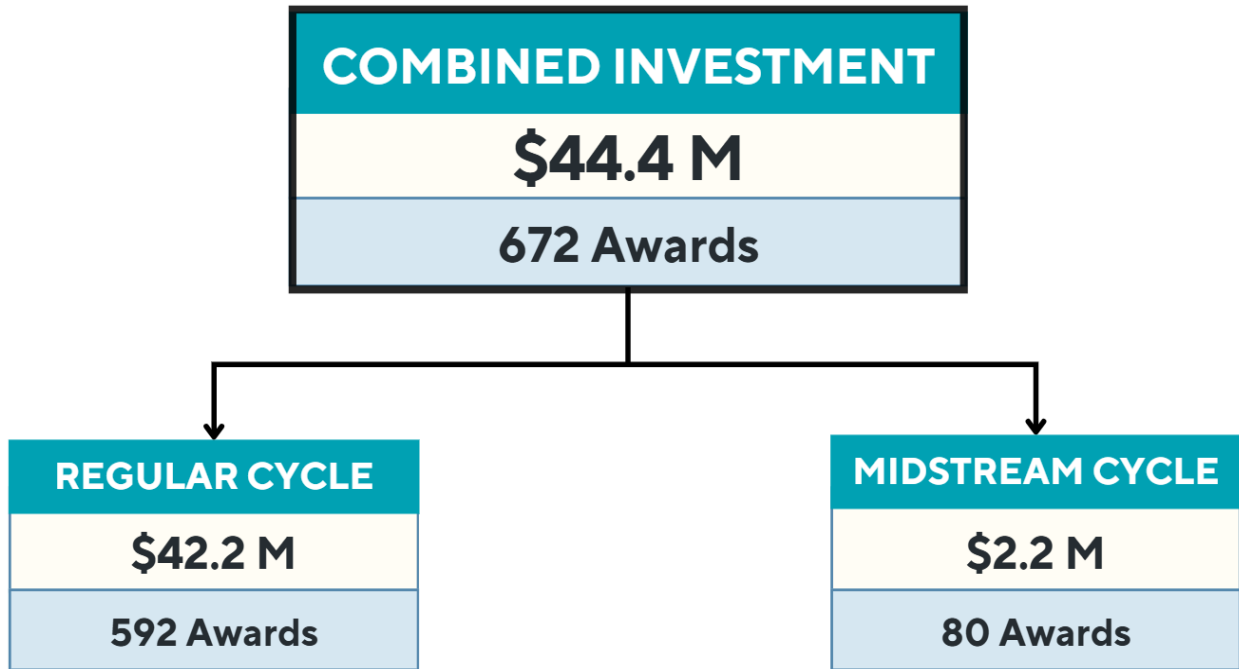 COMBINED INVESTMENT
$44.4 M
672 Awards
REGULAR CYCLE
$42.2 M
592 Awards
MIDSTREAM CYCLE
$2.2 M
80 Awards